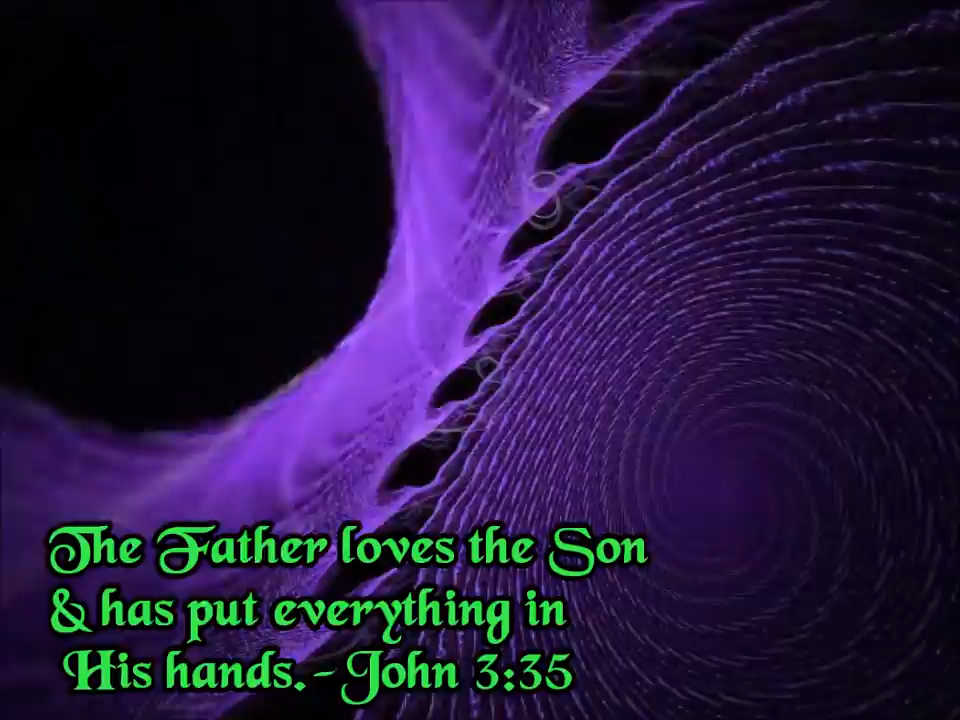 The Father loves the Son
& has put everything in
His hands.-John 3:35